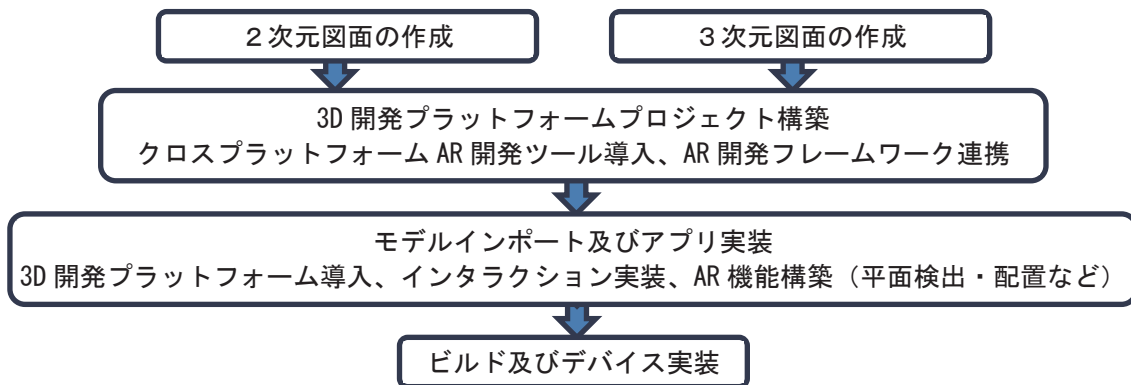 ２次元図面の作成
３次元図面の作成
3D 開発プラットフォームプロジェクト構築
クロスプラットフォーム AR 開発ツール導入、AR 開発フレームワーク連携
モデルインポート及びアプリ実装
3D 開発プラットフォーム導入、インタラクション実装、AR 機能構築（平面検出・配置など）
ビルド及びデバイス実装